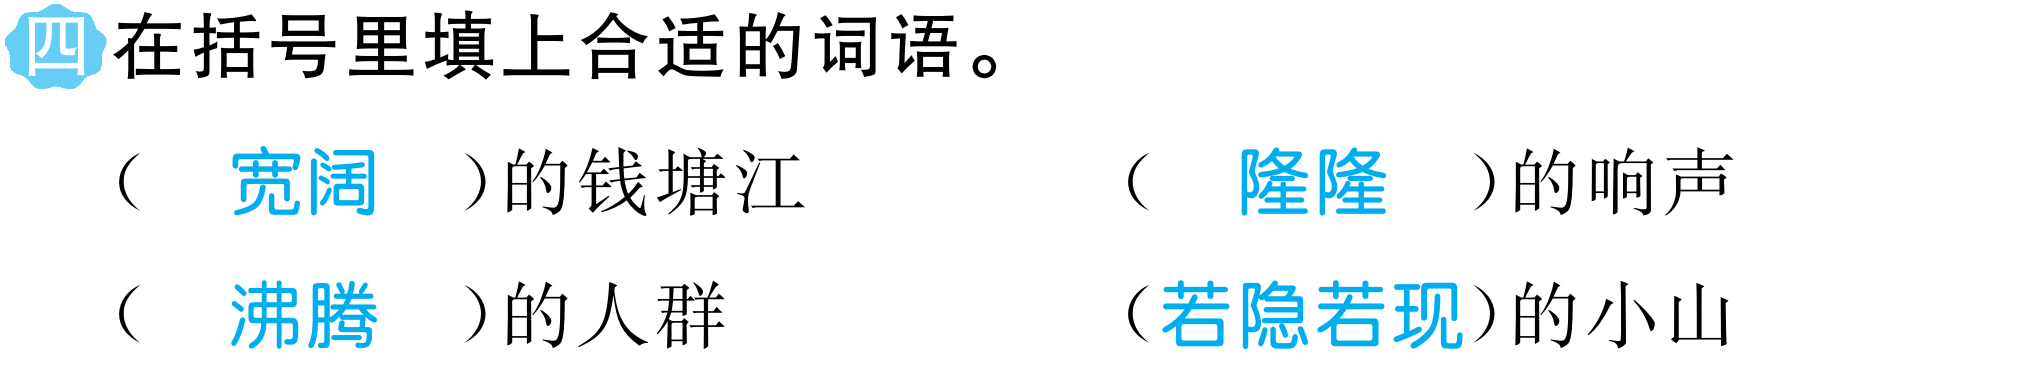 四 在括号里填上合适的词语。
( 宽阔 )的钱塘江 ( 隆隆 )的响声
( 沸腾 )的人群 (若隐若现)的小山